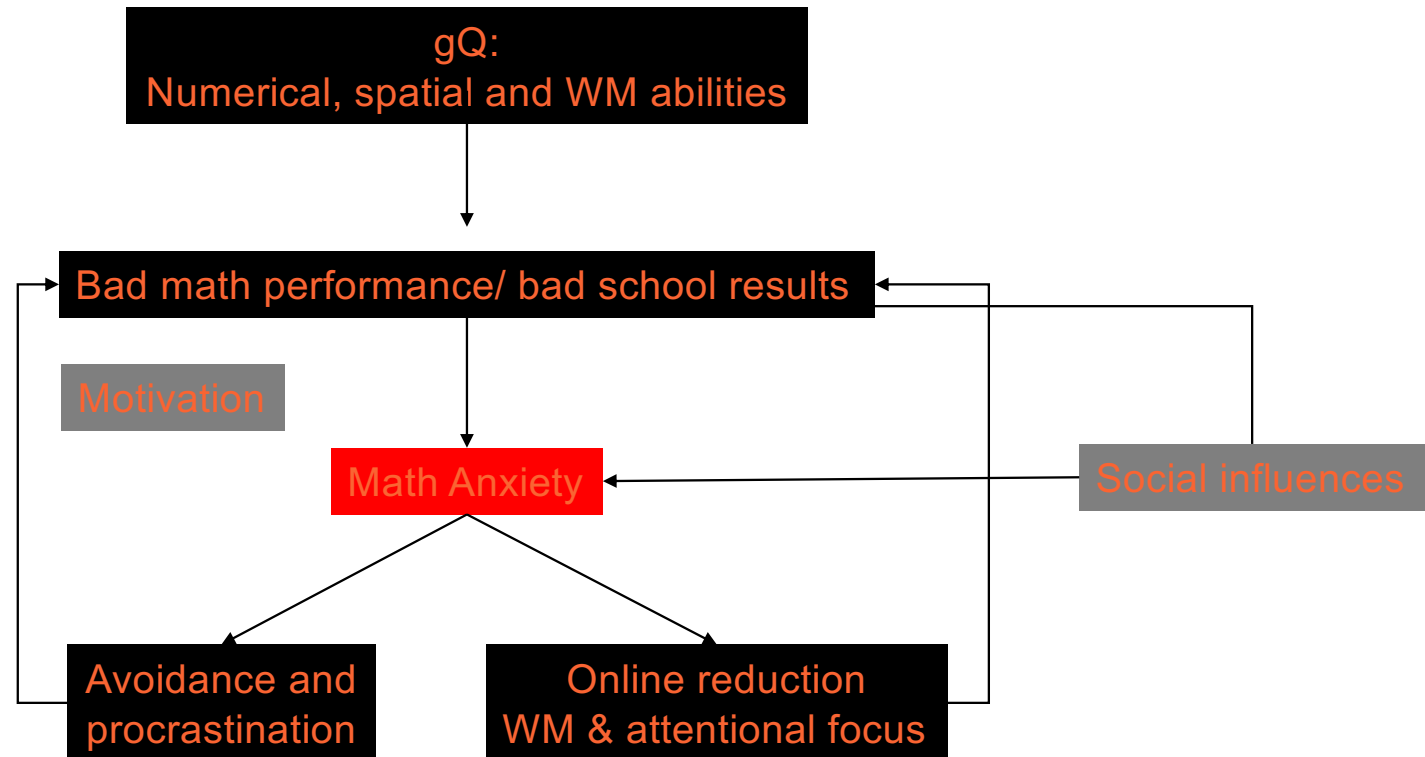 gQ:
Numerical, spatial and WM abilities
Bad math performance/ bad school results
Motivation
Math Anxiety
Social influences
Avoidance and
procrastination
Online reduction
WM & attentional focus